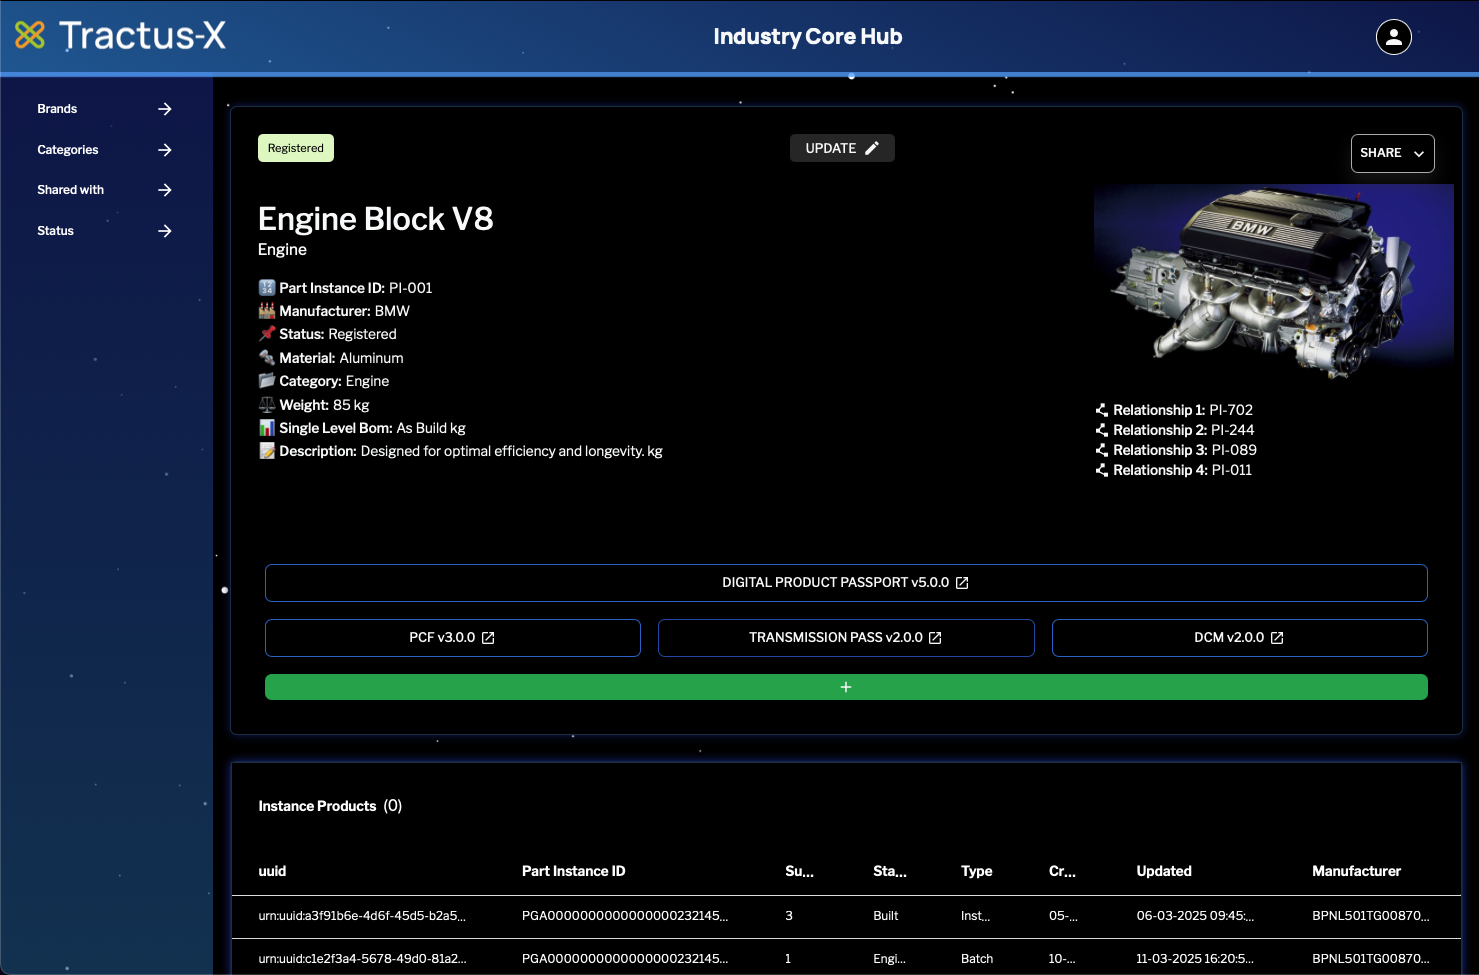 Tractus-X
Industry Core Hub
Brands
Categories
Shared with
Status
Registered
UPDATE
SHARE
Engine Block V8
Engine
Part Instance ID: PI-001
Manufacturer: BMW
Status: Registered
Material: Aluminum
Category: Engine
Weight: 85 kg
Single Level Bom: As Build kg
Description: Designed for optimal efficiency and longevity. kg
BMW
Relationship 1: PI-702
Relationship 2: PI-244
Relationship 3: PI-089
Relationship 4: PI-011
DIGITAL PRODUCT PASSPORT v5.0.0
PCF v3.0.0
TRANSMISSION PASS v2.0.0
DCM v2.0.0
+
Instance Products (0)
uuid Part Instance ID Su... Sta... Type Cr... Updated Manufacturer
urn:uuid:a3f91b6e-4d6f-45d5-b2a5... PGA0000000000000000232145... 3 Built Inst... 05-... 06-03-2025 09:45:... BPNL501TG00870...
urn:uuid:c1e2f3a4-5678-49d0-81a2... PGA0000000000000000232145... 1 Engi... Batch 10-... 11-03-2025 16:20:5... BPNL501TG00870...